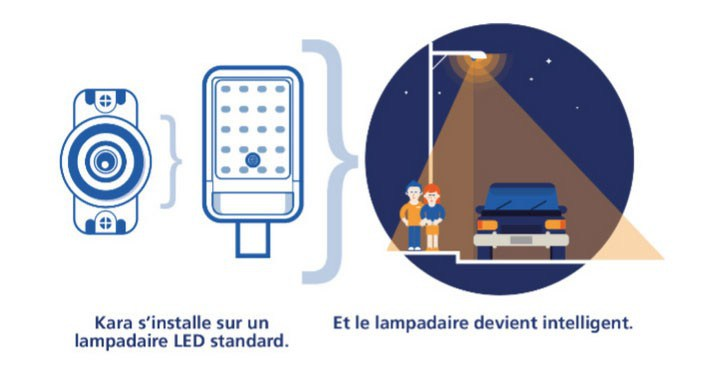 Kara s’installe sur un
lampadaire LED standard.
Et le lampadaire devient intelligent.